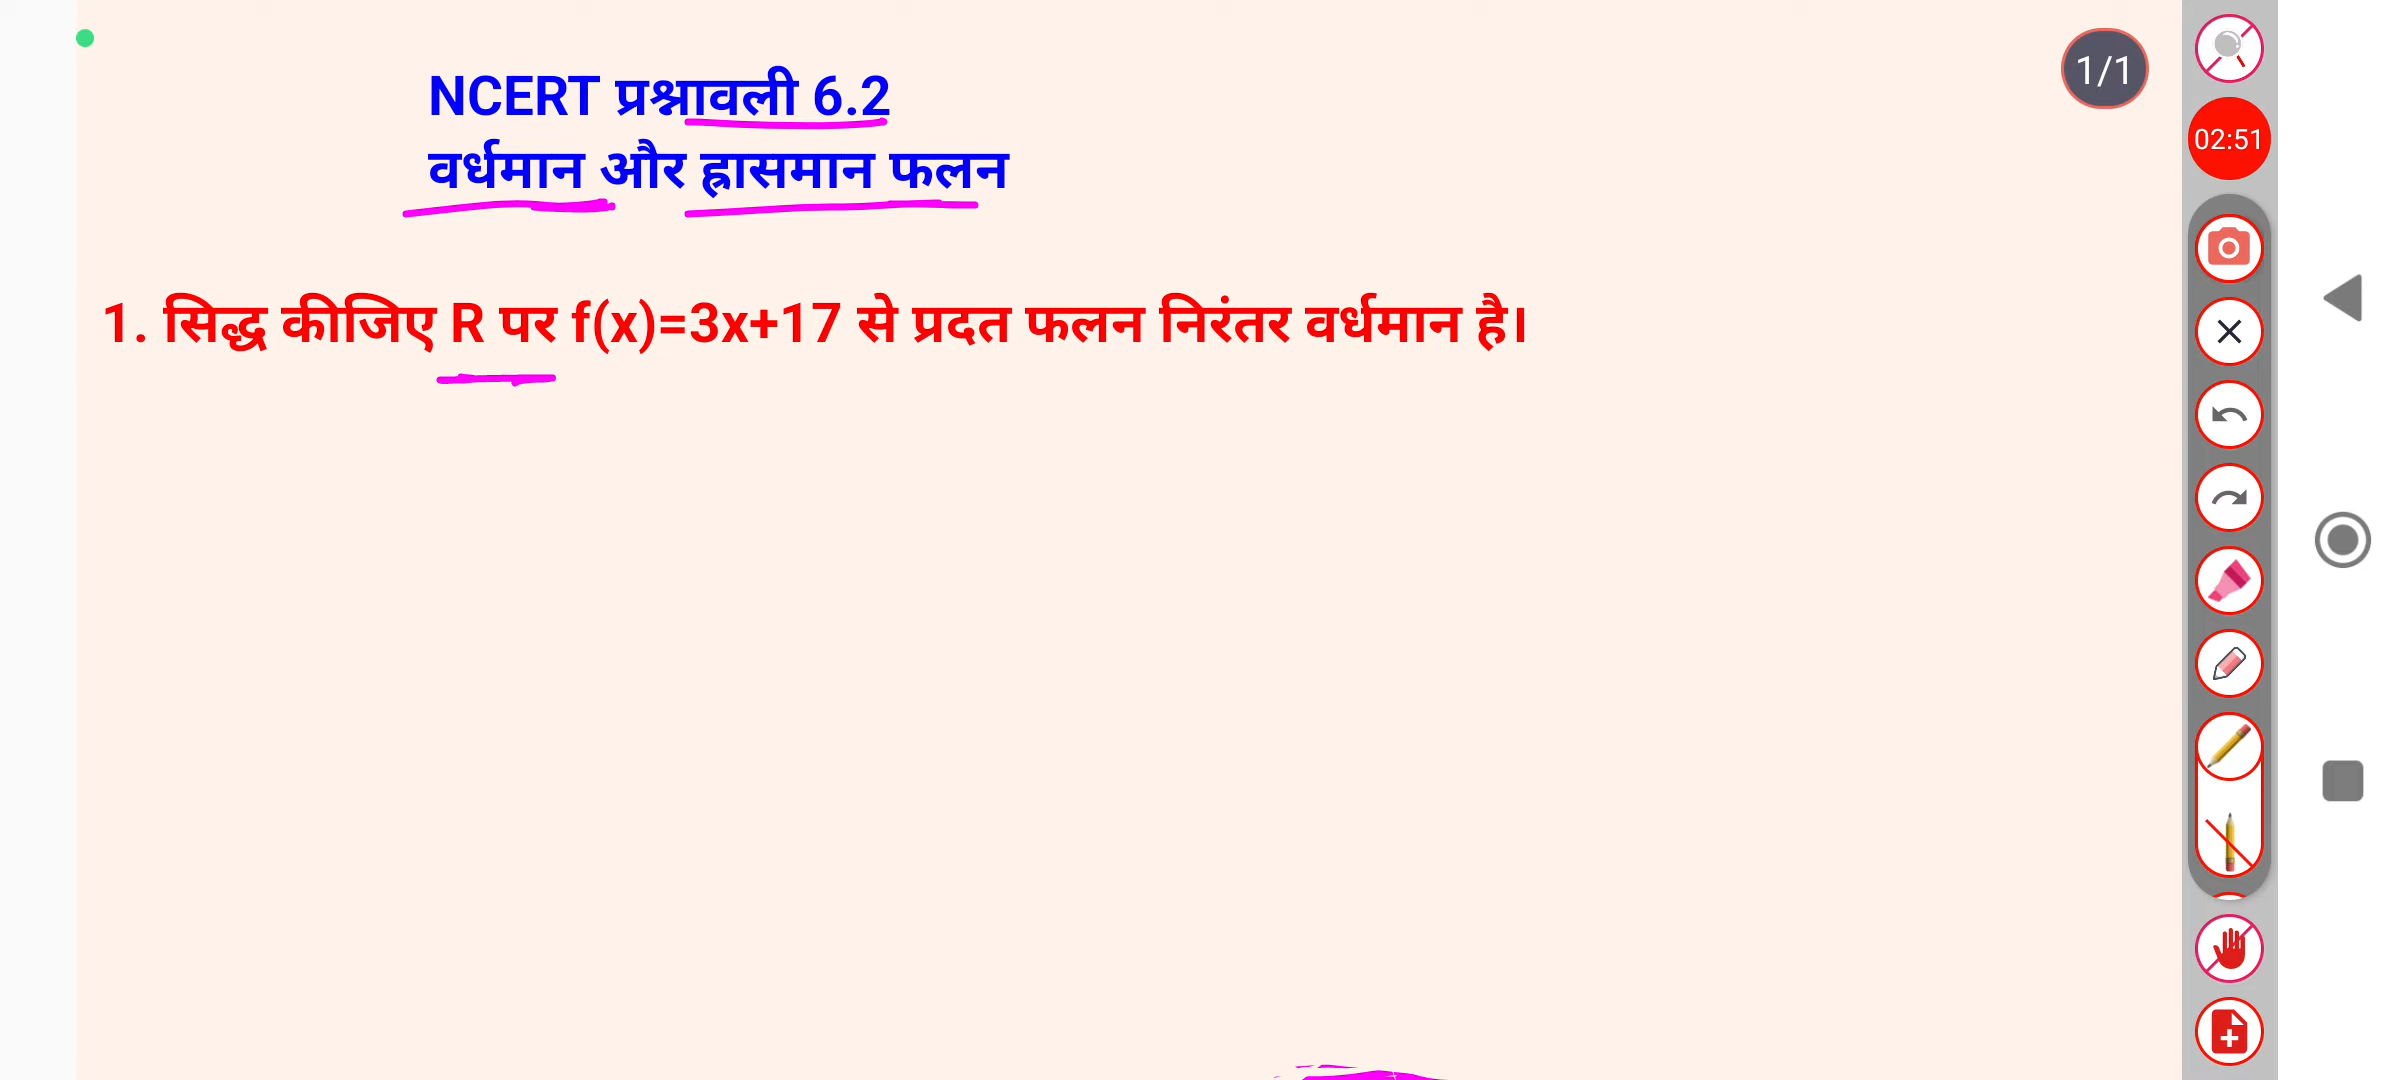 NCERT प्रश्नावली 6.2
वर्धमान और ह्रासमान फलन
1. सिद्ध कीजिए R पर f(x)=3x+17 से प्रदत फलन निरंतर वर्धमान है।
1/1
02:51